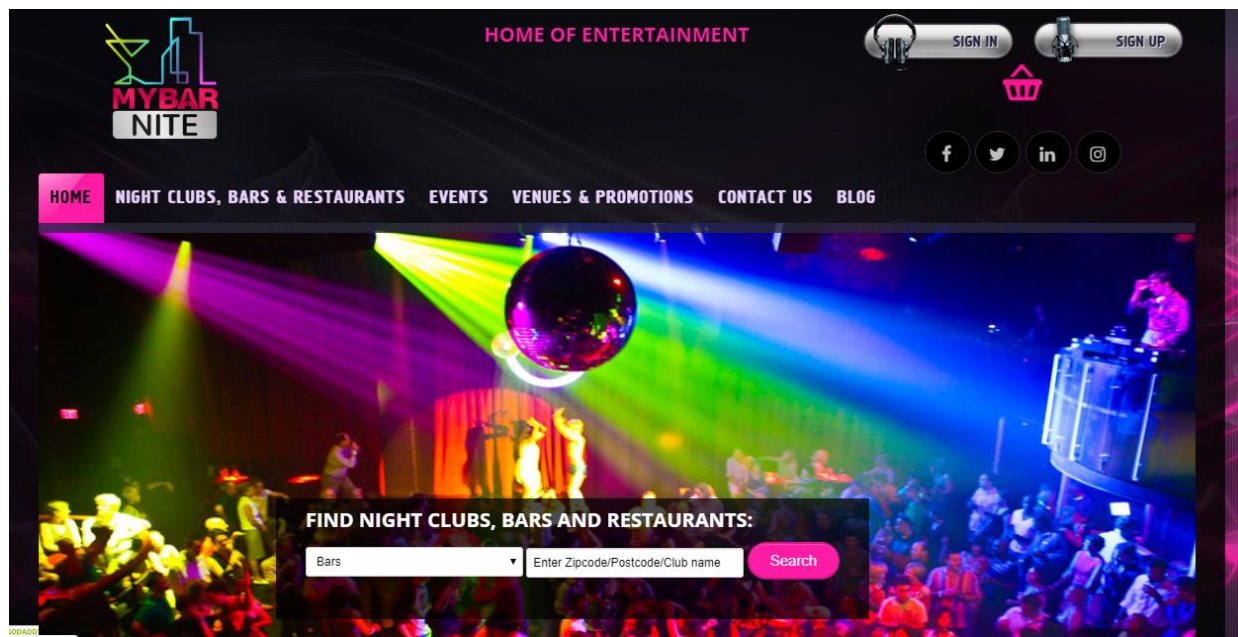 HOME OF ENTERTAINMENT
SIGN IN
SIGN UP
MYBAR
NITE
f
in
HOME
NIGHT CLUBS, BARS & RESTAURANTS
EVENTS
VENUES & PROMOTIONS
CONTACT US
BLOG
FIND NIGHT CLUBS, BARS AND RESTAURANTS:
Bars
Enter Zipcode/Postcode/Club name
Search